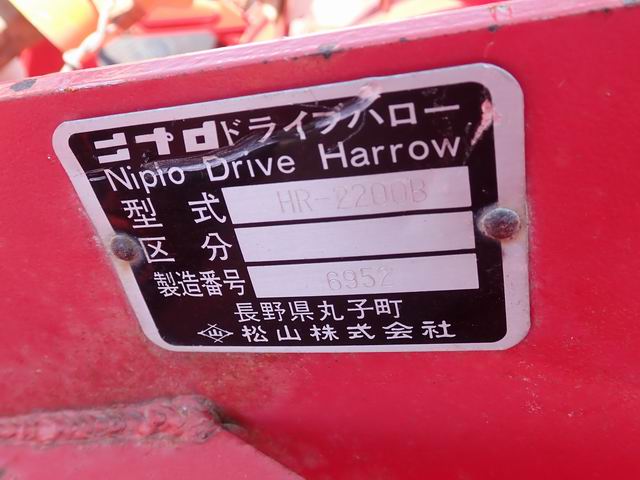 ニプロドライブハロー
Niplo Drive Harrow
型式 HR-2200B
区分
製造番号 6952
長野県丸子町
松山株式会社